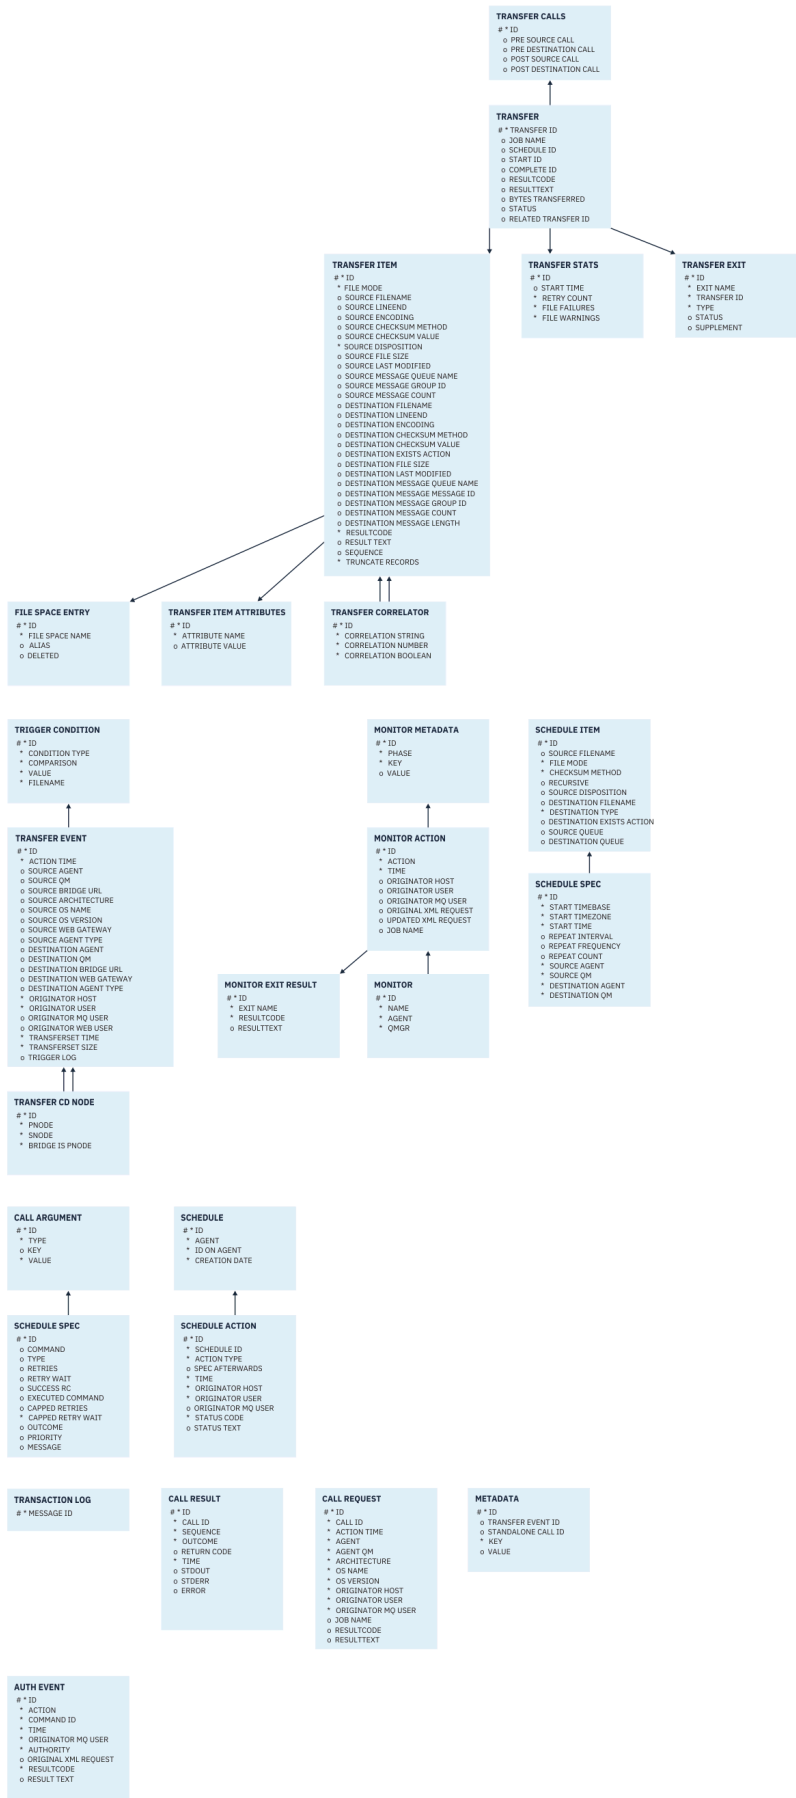 TRANSFER CALLS
# * ID
o PRE SOURCE CALL
o PRE DESTINATION CALL
o POST SOURCE CALL
o POST DESTINATION CALL
TRANSFER
# * TRANSFER ID
o JOB NAME
o SCHEDULE ID
o START ID
o COMPLETE ID
o RESULTCODE
o RESULTTEXT
o BYTES TRANSFERRED
o STATUS
o RELATED TRANSFER ID
TRANSFER ITEM
# * ID
* FILE MODE
o SOURCE FILENAME
o SOURCE LINEEND
o SOURCE ENCODING
o SOURCE CHECKSUM METHOD
o SOURCE CHECKSUM VALUE
* SOURCE DISPOSITION
o SOURCE FILE SIZE
o SOURCE LAST MODIFIED
o SOURCE MESSAGE QUEUE NAME
o SOURCE MESSAGE GROUP ID
o SOURCE MESSAGE COUNT
o DESTINATION FILENAME
o DESTINATION LINEEND
o DESTINATION ENCODING
o DESTINATION CHECKSUM METHOD
o DESTINATION CHECKSUM VALUE
o DESTINATION EXISTS ACTION
o DESTINATION FILE SIZE
o DESTINATION LAST MODIFIED
o DESTINATION MESSAGE QUEUE NAME
o DESTINATION MESSAGE MESSAGE ID
o DESTINATION MESSAGE GROUP ID
o DESTINATION MESSAGE COUNT
o DESTINATION MESSAGE LENGTH
* RESULTCODE
o RESULT TEXT
o SEQUENCE
* TRUNCATE RECORDS
TRANSFER STATS
# * ID
o START TIME
* RETRY COUNT
* FILE FAILURES
* FILE WARNINGS
TRANSFER EXIT
# * ID
* EXIT NAME
* TRANSFER ID
* TYPE
o STATUS
o SUPPLEMENT
FILE SPACE ENTRY
# * ID
* FILE SPACE NAME
o ALIAS
o DELETED
TRANSFER ITEM ATTRIBUTES
# * ID
* ATTRIBUTE NAME
o ATTRIBUTE VALUE
TRANSFER CORRELATOR
# * ID
* CORRELATION STRING
* CORRELATION NUMBER
* CORRELATION BOOLEAN
TRIGGER CONDITION
# * ID
* CONDITION TYPE
* COMPARISON
* VALUE
* FILENAME
MONITOR METADATA
# * ID
* PHASE
* KEY
o VALUE
SCHEDULE ITEM
# * ID
o SOURCE FILENAME
* FILE MODE
* CHECKSUM METHOD
o RECURSIVE
o SOURCE DISPOSITION
o DESTINATION FILENAME
* DESTINATION TYPE
o DESTINATION EXISTS ACTION
o SOURCE QUEUE
o DESTINATION QUEUE
TRANSFER EVENT
# * ID
* ACTION TIME
o SOURCE AGENT
o SOURCE QM
o SOURCE BRIDGE URL
o SOURCE ARCHITECTURE
o SOURCE OS NAME
o SOURCE OS VERSION
o SOURCE WEB GATEWAY
o SOURCE AGENT TYPE
o DESTINATION AGENT
o DESTINATION QM
o DESTINATION BRIDGE URL
o DESTINATION WEB GATEWAY
o DESTINATION AGENT TYPE
* ORIGINATOR HOST
* ORIGINATOR USER
o ORIGINATOR MQ USER
o ORIGINATOR WEB USER
* TRANSFERSET TIME
* TRANSFERSET SIZE
o TRIGGER LOG
MONITOR ACTION
# * ID
* ACTION
* TIME
o ORIGINATOR HOST
o ORIGINATOR USER
o ORIGINATOR MQ USER
o ORIGINAL XML REQUEST
o UPDATED XML REQUEST
o JOB NAME
SCHEDULE SPEC
# * ID
* START TIMEBASE
* START TIMEZONE
* START TIME
o REPEAT INTERVAL
o REPEAT FREQUENCY
o REPEAT COUNT
* SOURCE AGENT
* SOURCE QM
* DESTINATION AGENT
* DESTINATION QM
MONITOR EXIT RESULT
# * ID
* EXIT NAME
* RESULTCODE
o RESULTTEXT
MONITOR
# * ID
* NAME
* AGENT
* QMGR
TRANSFER CD NODE
# * ID
* PNODE
* SNODE
* BRIDGE IS PNODE
CALL ARGUMENT
# * ID
* TYPE
o KEY
* VALUE
SCHEDULE
# * ID
* AGENT
* ID ON AGENT
* CREATION DATE
SCHEDULE SPEC
# * ID
o COMMAND
o TYPE
o RETRIES
o RETRY WAIT
o SUCCESS RC
o EXECUTED COMMAND
o CAPPED RETRIES
* CAPPED RETRY WAIT
o OUTCOME
o PRIORITY
o MESSAGE
SCHEDULE ACTION
# * ID
* SCHEDULE ID
* ACTION TYPE
o SPEC AFTERWARDS
* TIME
* ORIGINATOR HOST
* ORIGINATOR USER
o ORIGINATOR MQ USER
* STATUS CODE
o STATUS TEXT
TRANSACTION LOG
# * MESSAGE ID
CALL RESULT
# * ID
* CALL ID
* SEQUENCE
* OUTCOME
o RETURN CODE
* TIME
o STDOUT
o STDERR
o ERROR
CALL REQUEST
# * ID
* CALL ID
* ACTION TIME
* AGENT
* AGENT QM
* ARCHITECTURE
* OS NAME
* OS VERSION
* ORIGINATOR HOST
* ORIGINATOR USER
* ORIGINATOR MQ USER
o JOB NAME
o RESULTCODE
o RESULTTEXT
METADATA
# * ID
o TRANSFER EVENT ID
o STANDALONE CALL ID
* KEY
o VALUE
AUTH EVENT
# * ID
* ACTION
* COMMAND ID
* TIME
* ORIGINATOR MQ USER
* AUTHORITY
o ORIGINAL XML REQUEST
* RESULTCODE
o RESULT TEXT